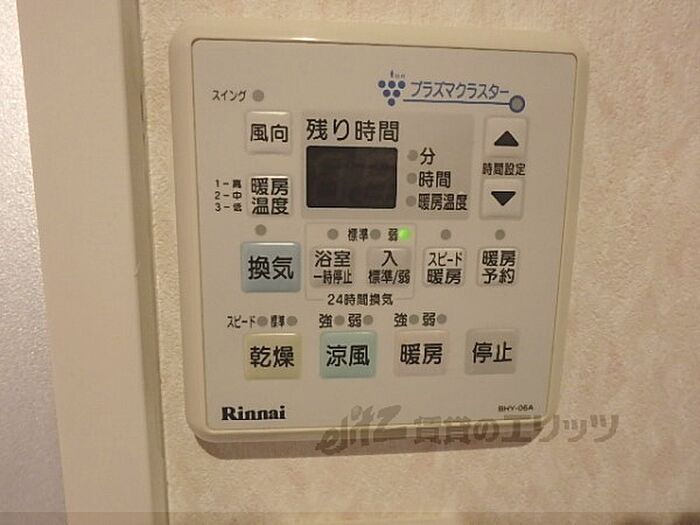 ion
プラズマクラスター
スイング
風向
残り時間
分
時間
暖房温度
時間設定
1-高
2-中
3-低
暖房
温度
標準 弱
換気
浴室
一時停止
入
標準/弱
スピード
暖房
暖房
予約
24時間換気
スピード 標準
強 弱
強 弱
乾燥
涼風
暖房
停止
Rinnai
BHY-06A
elitz 賃貸のエリッツ